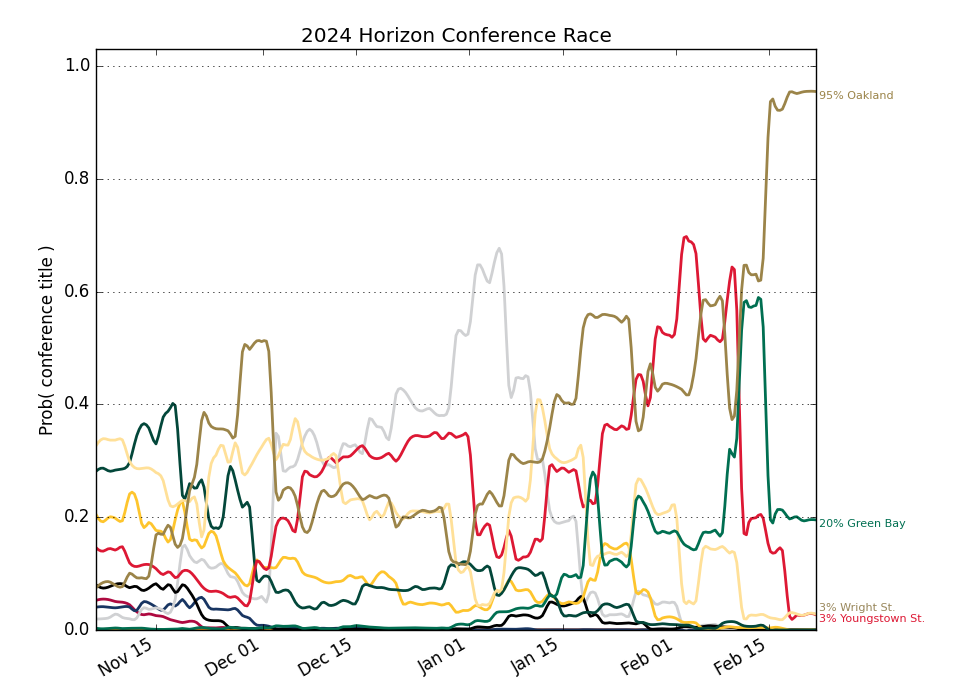 2024 Horizon Conference Race
1.0
0.8
0.6
0.4
0.2
0.0
Prob( conference title )
95% Oakland
20% Green Bay
3% Wright St.
3% Youngstown St.
Nov 15
Dec 01
Dec 15
Jan 01
Jan 15
Feb 01
Feb 15